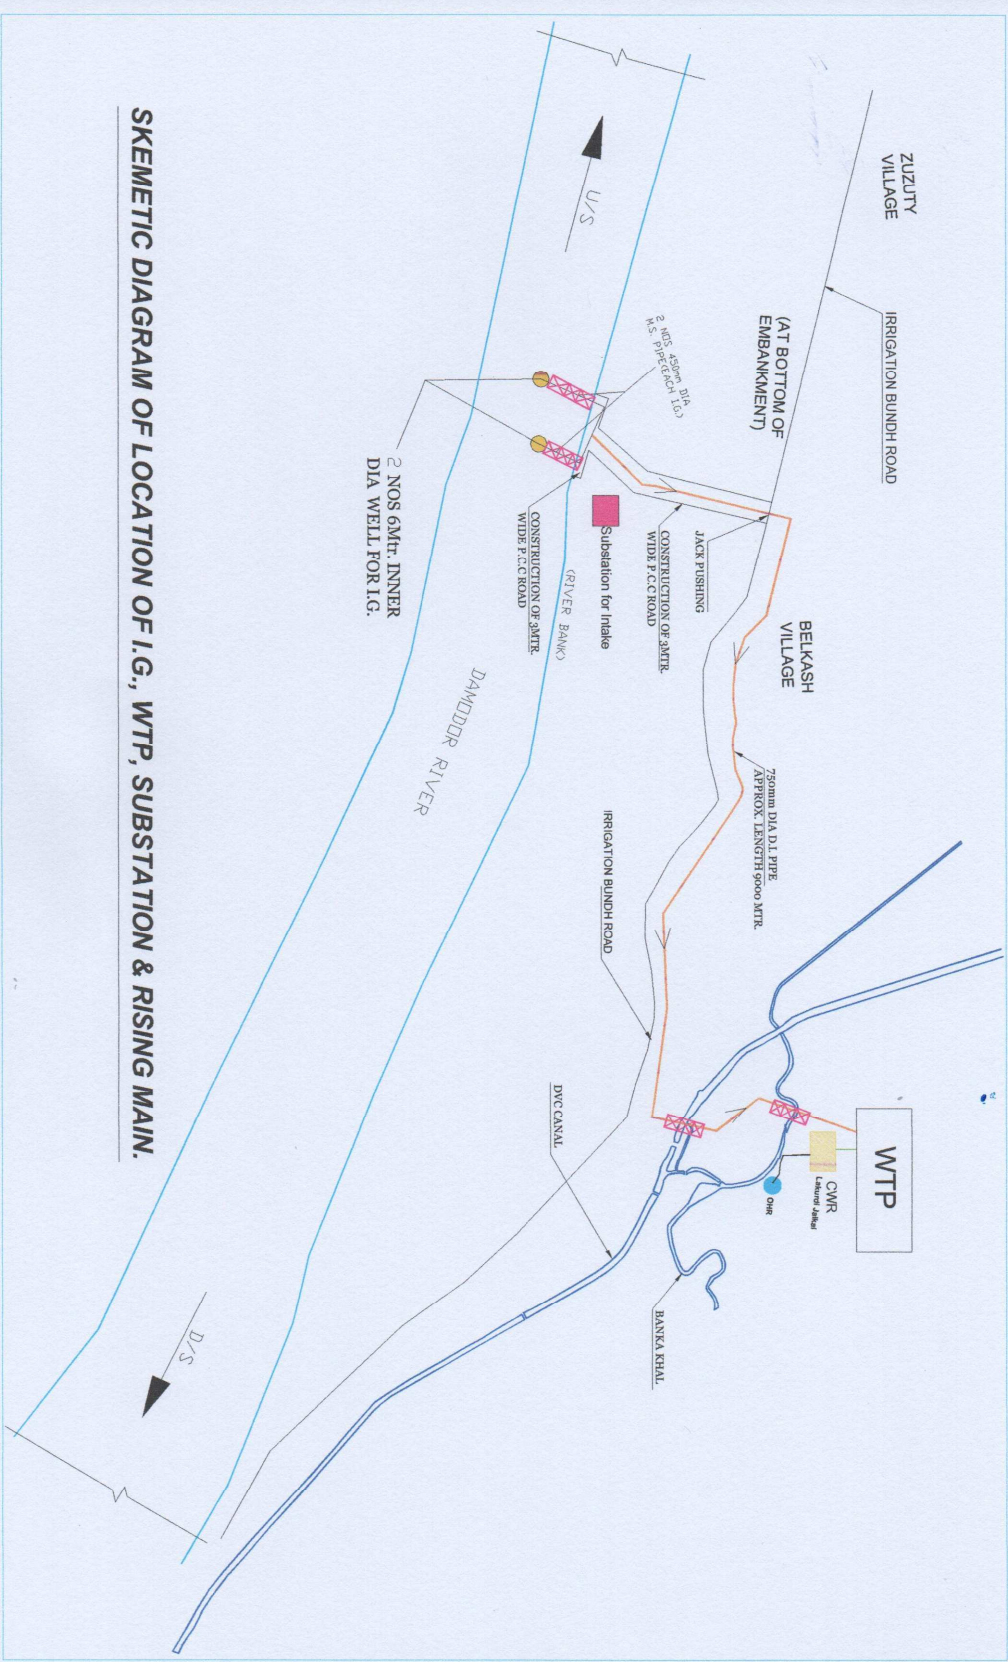 ZUZUTY
VILLAGE
IRRIGATION BUNDH ROAD
(AT BOTTOM OF
EMBANKMENT)
U/S
2 NOS 450mm DIA
M.S. PIPE(EACH I.G.)
JACK PUSHING
CONSTRUCTION OF 3MTR.
WIDE P.C.C ROAD
Substation for Intake
CONSTRUCTION OF 3MTR.
WIDE P.C.C ROAD
(RIVER BANK)
2 NOS 6Mtr. INNER
DIA WELL FOR I.G.
BELKASH
VILLAGE
750mm DIA D.I. PIPE
APPROX. LENGTH 9000 MTR.
DAMODOR RIVER
IRRIGATION BUNDH ROAD
WTP
CWR
Lakurdi Jalkal
OHR
DVC CANAL
BANKA KHAL
D/S
SKEMETIC DIAGRAM OF LOCATION OF I.G., WTP, SUBSTATION & RISING MAIN.